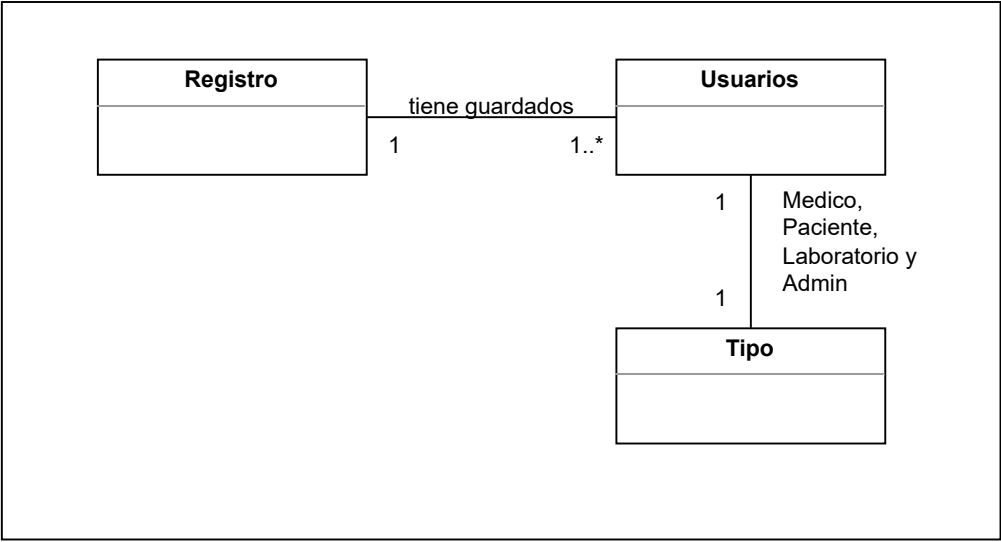 Registro
Usuarios
tiene guardados
1
1..*
1
Medico,
Paciente,
Laboratorio y
Admin
1
Tipo